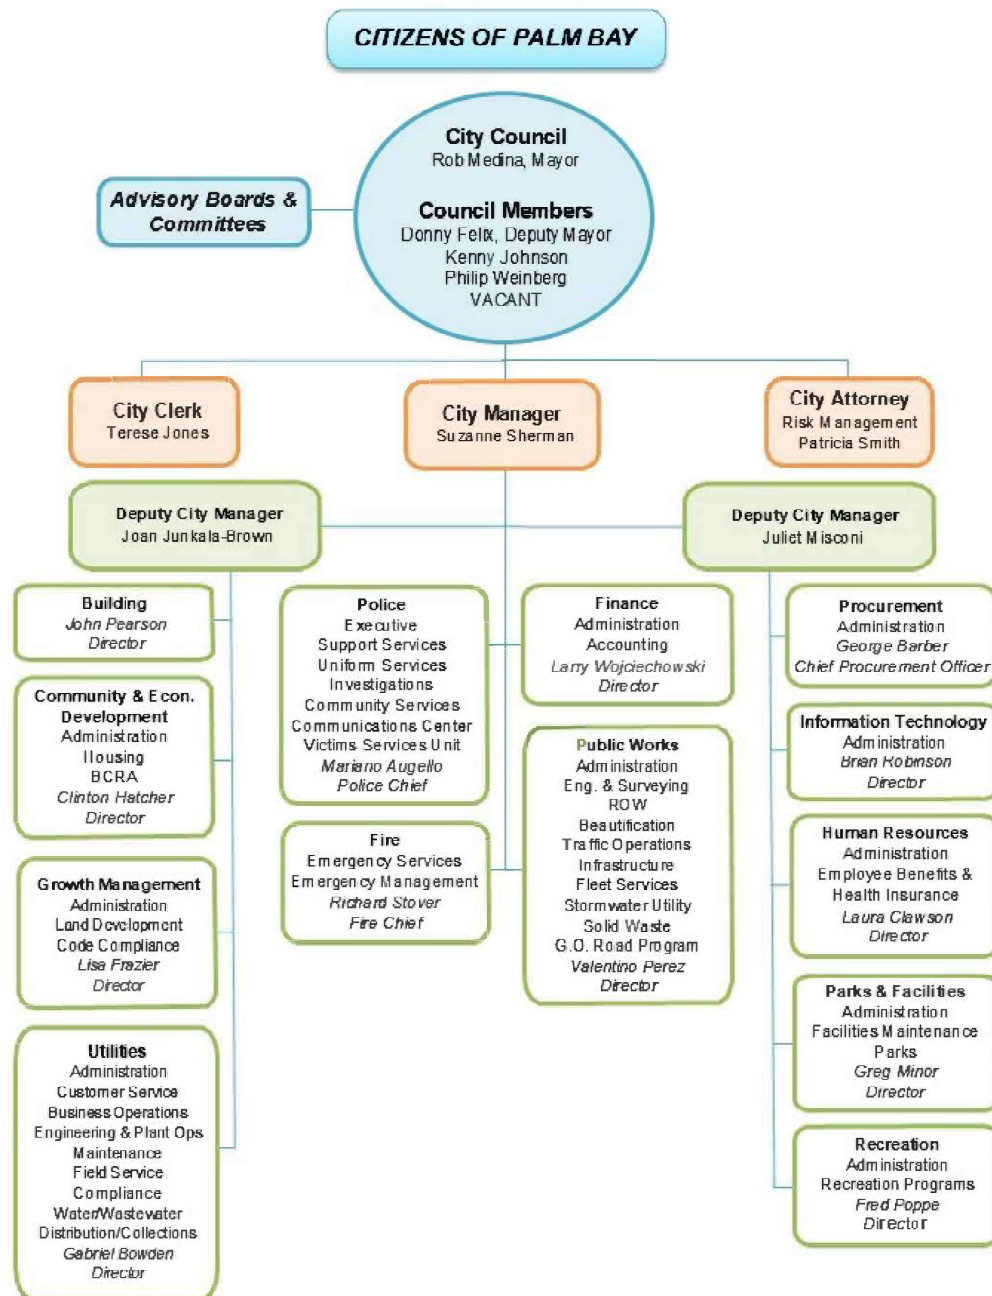 CITIZENS OF PALM BAY
City Council
Rob Medina, Mayor
Advisory Boards &
Committees
Council Members
Donny Felix, Deputy Mayor
Kenny Johnson
Philip Weinberg
VACANT
City Clerk
Terese Jones
City Manager
Suzanne Sherman
City Attorney
Risk Management
Patricia Smith
Deputy City Manager
Joan Junkala-Brown
Deputy City Manager
Juliet Misconi
Building
John Pearson
Director
Community & Econ.
Development
Administration
Housing
BCRA
Clinton Hatcher
Director
Growth Management
Administration
Land Development
Code Compliance
Lisa Frazier
Director
Utilities
Administration
Customer Service
Business Operations
Engineering & Plant Ops
Maintenance
Field Service
Compliance
Water/Wastewater
Distribution/Collections
Gabriel Bowden
Director
Police
Executive
Support Services
Uniform Services
Investigations
Community Services
Communications Center
Victims Services Unit
Mariano Augello
Police Chief
Fire
Emergency Services
Emergency Management
Richard Stover
Fire Chief
Finance
Administration
Accounting
Larry Wojciechowski
Director
Public Works
Administration
Eng. & Surveying
ROW
Beautification
Traffic Operations
Infrastructure
Fleet Services
Stormwater Utility
Solid Waste
G.O. Road Program
Valentino Perez
Director
Procurement
Administration
George Barber
Chief Procurement Officer
Information Technology
Administration
Brian Robinson
Director
Human Resources
Administration
Employee Benefits &
Health Insurance
Laura Clawson
Director
Parks & Facilities
Administration
Facilities Maintenance
Parks
Greg Minor
Director
Recreation
Administration
Recreation Programs
Fred Poppe
Director